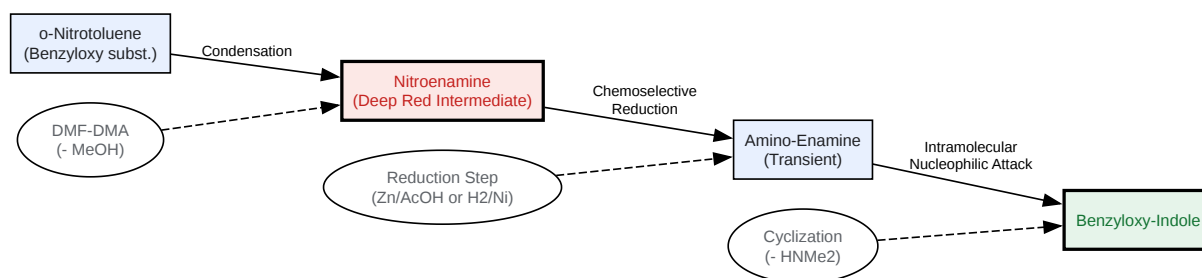 o-Nitrotoluene
(Benzyloxy subst.)
Condensation
DMF-DMA
(- MeOH)
Nitroenamine
(Deep Red Intermediate)
Chemoselective
Reduction
Reduction Step
(Zn/AcOH or H2/Ni)
Amino-Enamine
(Transient)
Intramolecular
Nucleophilic Attack
Cyclization
(- HNMe2)
Benzyloxy-Indole